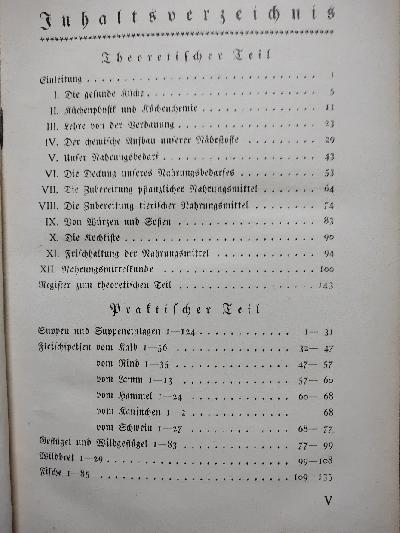 Inhaltsverzeichnis
Theoretischer Teil
Einleitung . . . . . . . . . . 1
I. Die gesunde Küche . . . . . . . . . . 5
II. Küchenphysik und Küchenchemie . . . . . . . . . . 11
III. Lehre von der Verdauung . . . . . . . . . . 23
IV. Der chemische Aufbau unserer Nährstoffe . . . . . . . . . . 29
V. Unser Nahrungsbedarf . . . . . . . . . . 43
VI. Die Deckung unseres Nahrungsbedarfes . . . . . . . . . . 53
VII. Die Zubereitung pflanzlicher Nahrungsmittel . . . . . . . . . . 64
VIII. Die Zubereitung tierischer Nahrungsmittel . . . . . . . . . . 74
IX. Von Würzen und Soßen . . . . . . . . . . 83
X. Die Kochkiste . . . . . . . . . . 90
XI. Frischhaltung der Nahrungsmittel . . . . . . . . . . 94
XII. Nahrungsmittelkunde . . . . . . . . . . 100
Register zum theoretischen Teil . . . . . . . . . . 143
Praktischer Teil
Suppen und Suppeneinlagen 1—124 . . . . . . . . . . 1— 31
Fleischspeisen vom Kalb 1—56 . . . . . . . . . . 32— 47
vom Rind 1—35 . . . . . . . . . . 47— 57
vom Lamm 1—13 . . . . . . . . . . 57— 60
vom Hammel 1—24 . . . . . . . . . . 60— 68
vom Kaninchen 1—2 . . . . . . . . . . 68
vom Schwein 1—27 . . . . . . . . . . 68— 77
Geflügel und Wildgeflügel 1—83 . . . . . . . . . . 77— 99
Wildbret 1—29 . . . . . . . . . . 99—108
Fische 1—85 . . . . . . . . . . 109—133
V